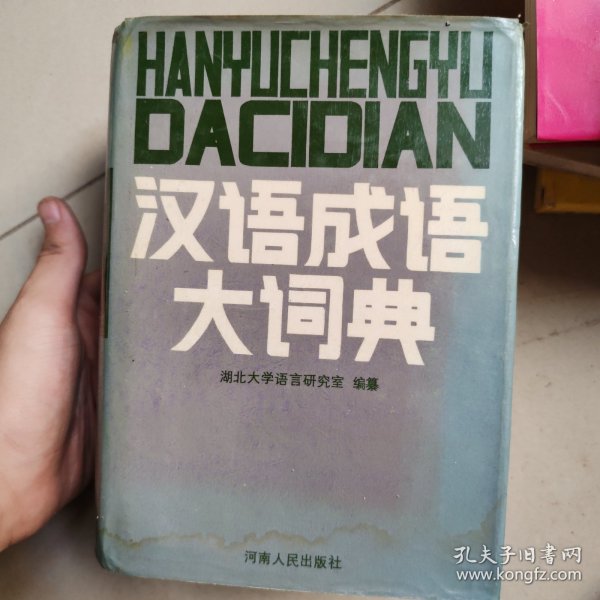 HANYUCHENGYU
DACIDIAN
汉语成语
大词典
湖北大学语言研究室 编纂
河南人民出版社
孔夫子旧书网
www.kongfz.com